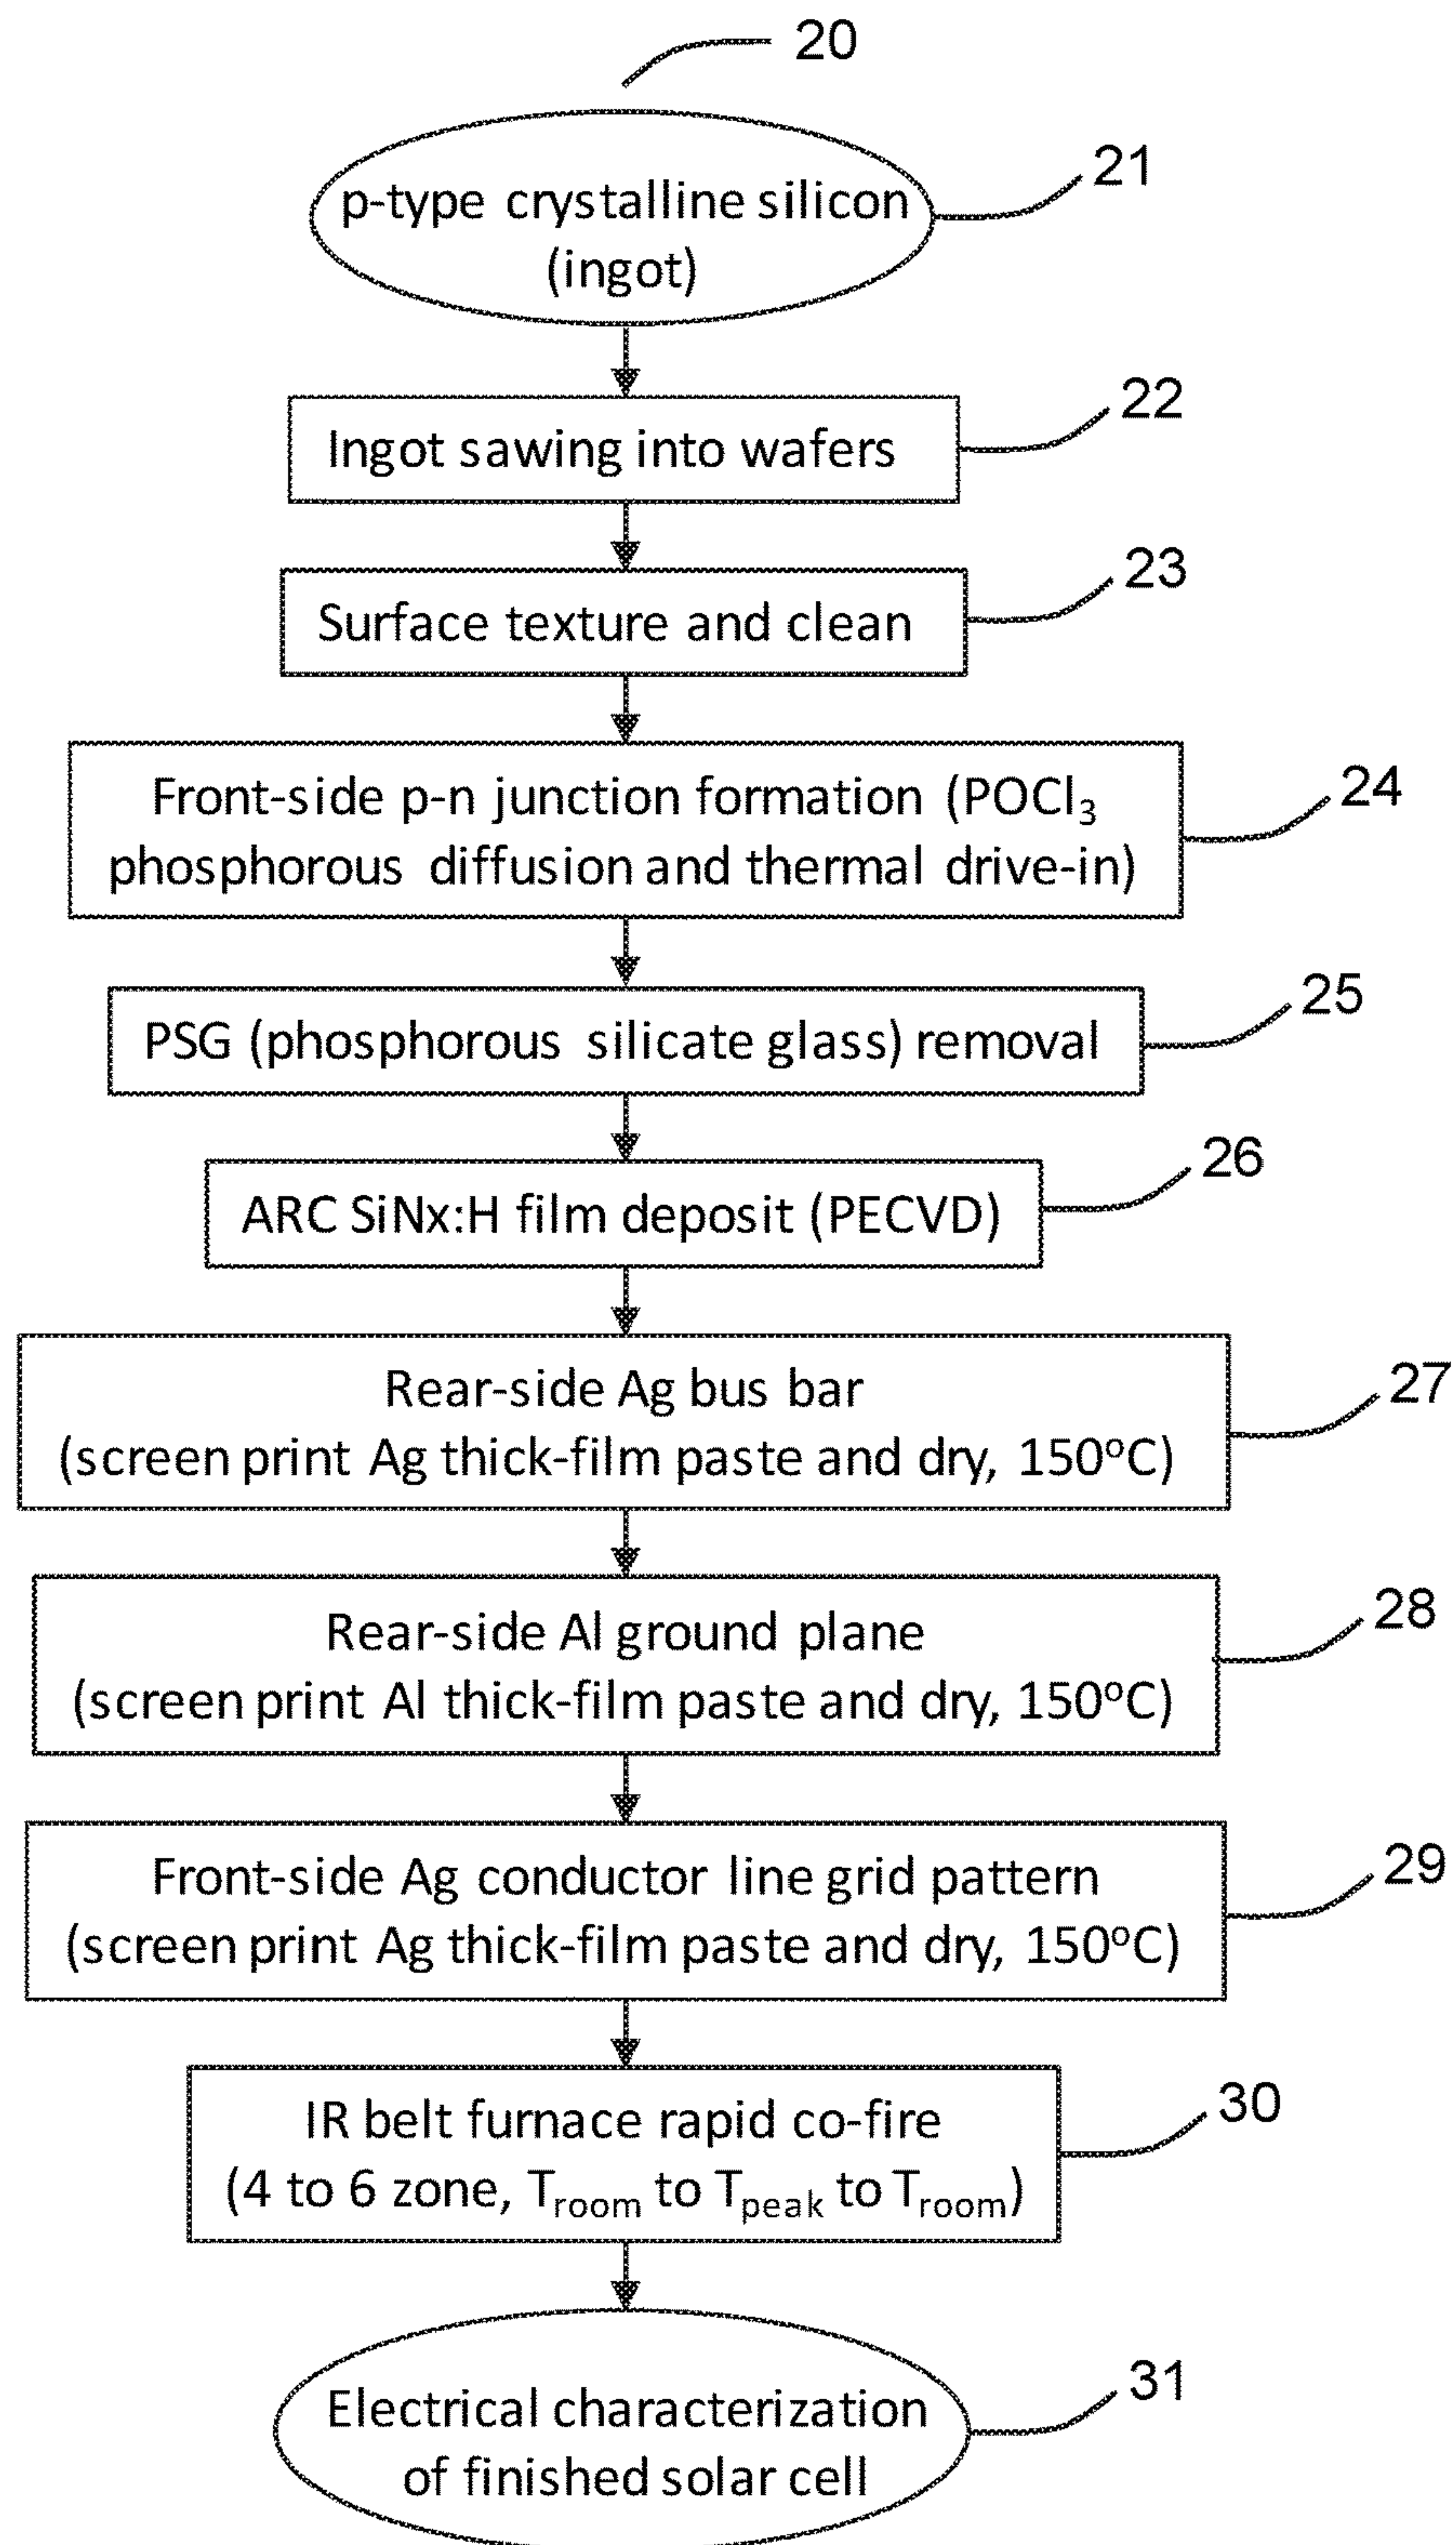 20
p-type crystalline silicon
(ingot)
21
Ingot sawing into wafers
22
Surface texture and clean
23
Front-side p-n junction formation (POCl₃
phosphorous diffusion and thermal drive-in)
24
PSG (phosphorous silicate glass) removal
25
ARC SiNx:H film deposit (PECVD)
26
Rear-side Ag bus bar
(screen print Ag thick-film paste and dry, 150ºC)
27
Rear-side Al ground plane
(screen print Al thick-film paste and dry, 150ºC)
28
Front-side Ag conductor line grid pattern
(screen print Ag thick-film paste and dry, 150ºC)
29
IR belt furnace rapid co-fire
(4 to 6 zone, Troom to Tpeak to Troom)
30
Electrical characterization
of finished solar cell
31